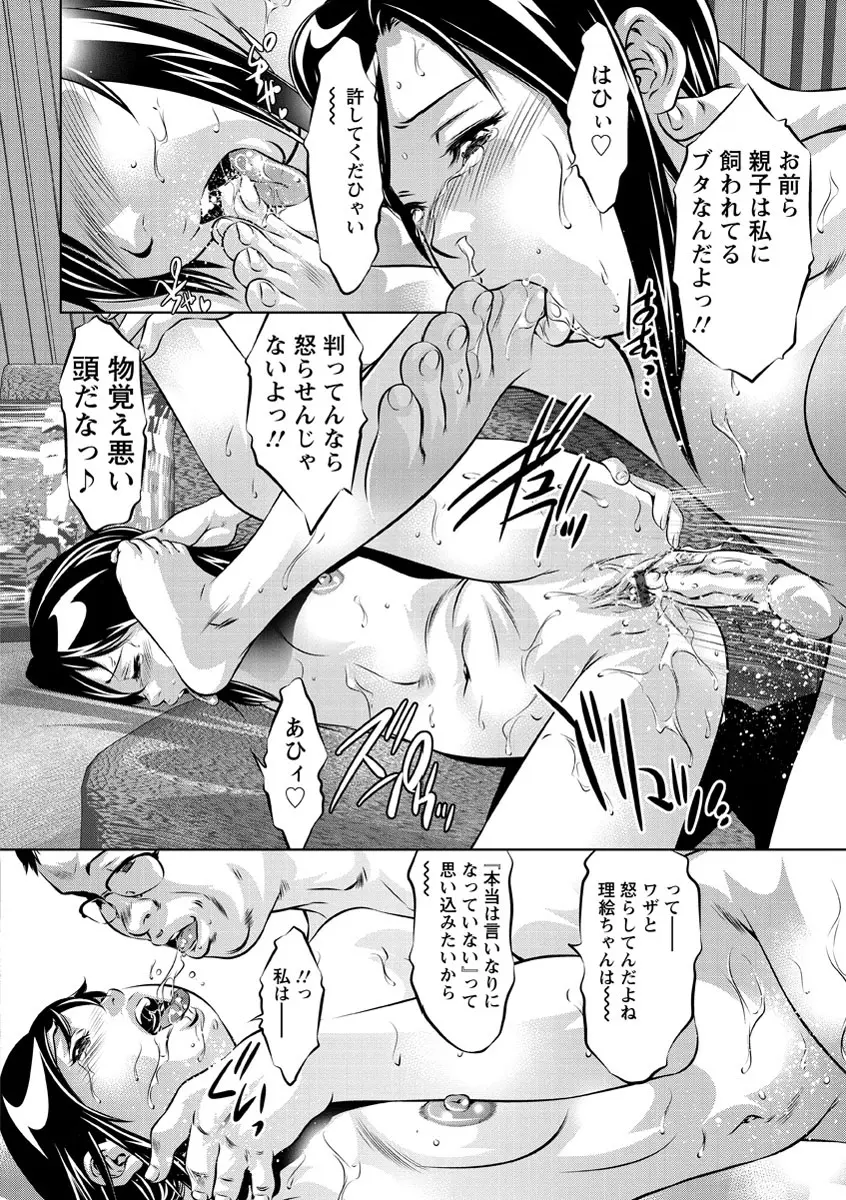 お前ら
親子は私に
飼われてる
ブタなんだよっ!!
はひぃ♡
許してくだひゃい
〜〜
判ってんなら
怒らせんじゃ
ないよっ!!
物覚え悪い
頭だなっ♪
あひィ♡
って──
ワザと
怒らしてんだよね
理絵ちゃんは〜〜
『本当は言いなりに
なっていない』って
思い込みたいから
〜〜
!!っ
私は──